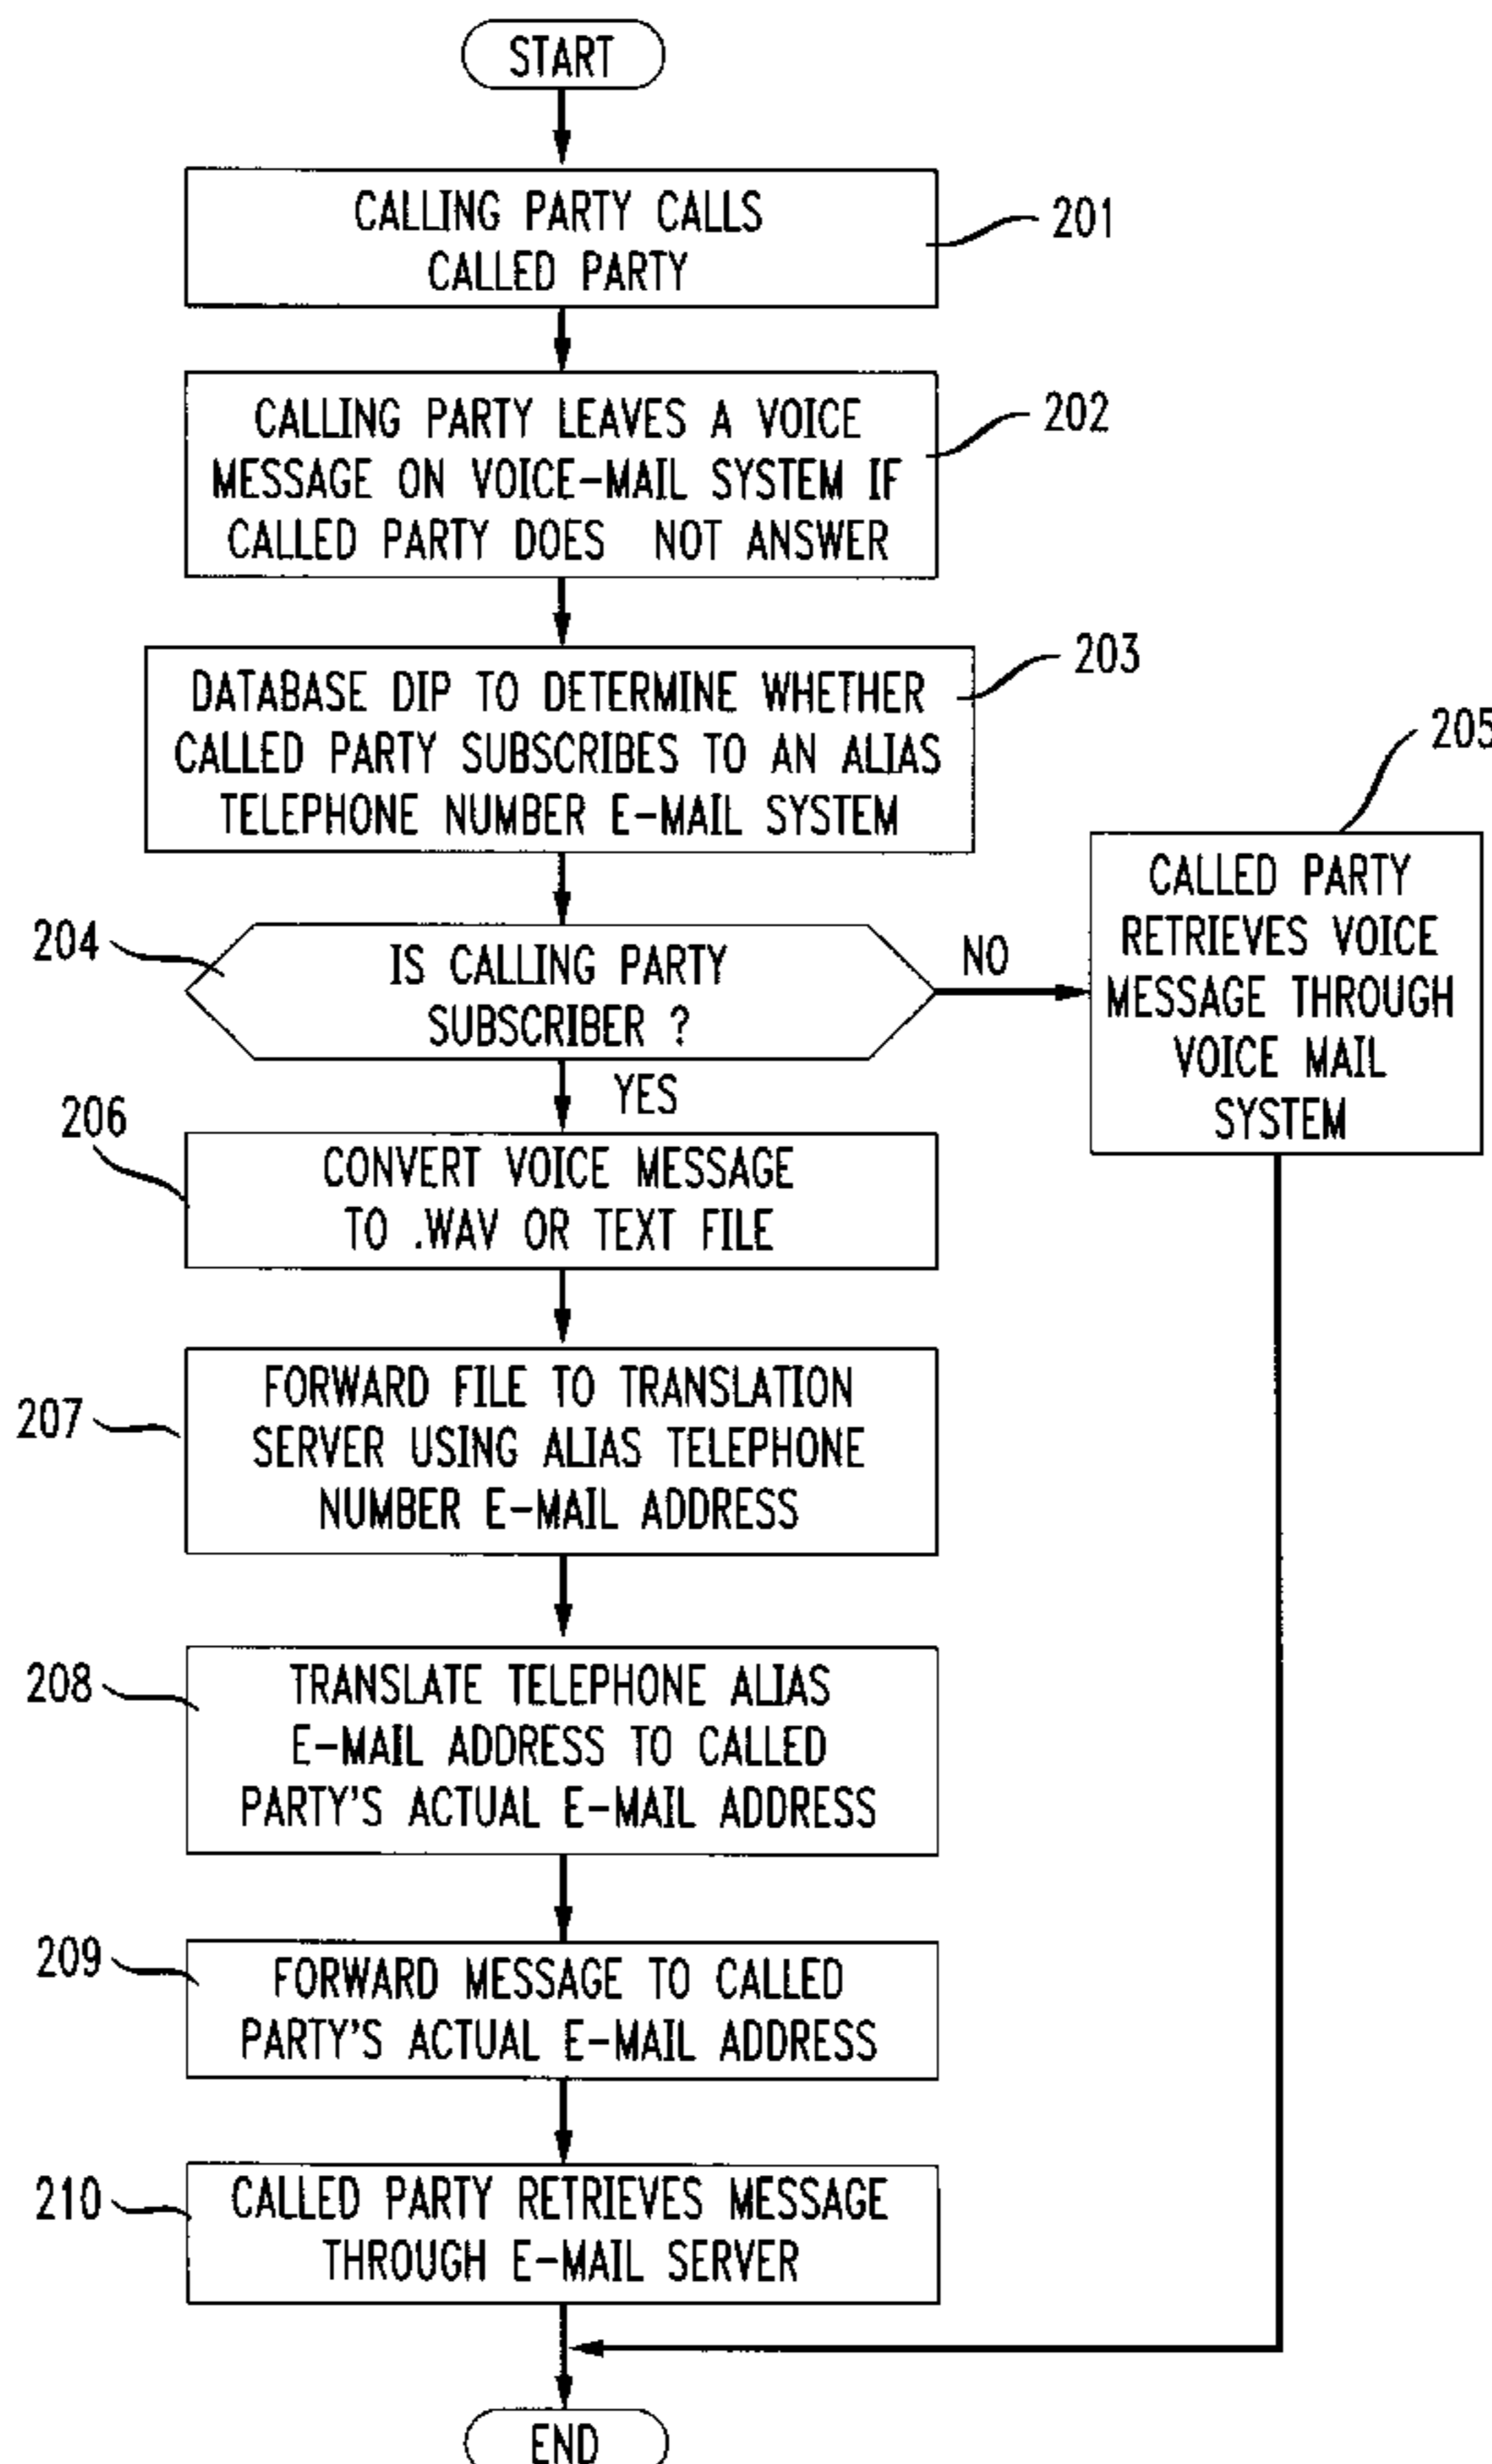 START
CALLING PARTY CALLS
CALLED PARTY
201
CALLING PARTY LEAVES A VOICE
MESSAGE ON VOICE-MAIL SYSTEM IF
CALLED PARTY DOES NOT ANSWER
202
DATABASE DIP TO DETERMINE WHETHER
CALLED PARTY SUBSCRIBES TO AN ALIAS
TELEPHONE NUMBER E-MAIL SYSTEM
203
204
IS CALLING PARTY
SUBSCRIBER ?
NO
YES
205
CALLED PARTY
RETRIEVES VOICE
MESSAGE THROUGH
VOICE MAIL
SYSTEM
206
CONVERT VOICE MESSAGE
TO .WAV OR TEXT FILE
207
FORWARD FILE TO TRANSLATION
SERVER USING ALIAS TELEPHONE
NUMBER E-MAIL ADDRESS
208
TRANSLATE TELEPHONE ALIAS
E-MAIL ADDRESS TO CALLED
PARTY'S ACTUAL E-MAIL ADDRESS
209
FORWARD MESSAGE TO CALLED
PARTY'S ACTUAL E-MAIL ADDRESS
210
CALLED PARTY RETRIEVES MESSAGE
THROUGH E-MAIL SERVER
END